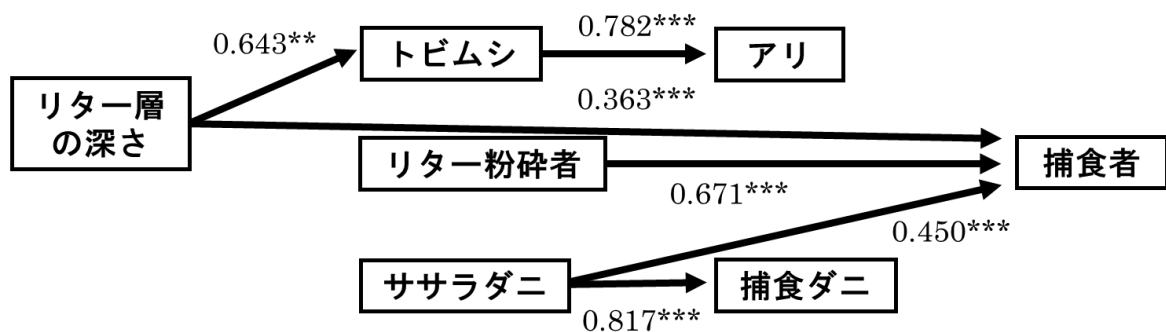 0.643**
トビムシ
0.782***
アリ
リター層
の深さ
0.363***
リター粉砕者
捕食者
0.671***
0.450***
ササラダニ
捕食ダニ
0.817***